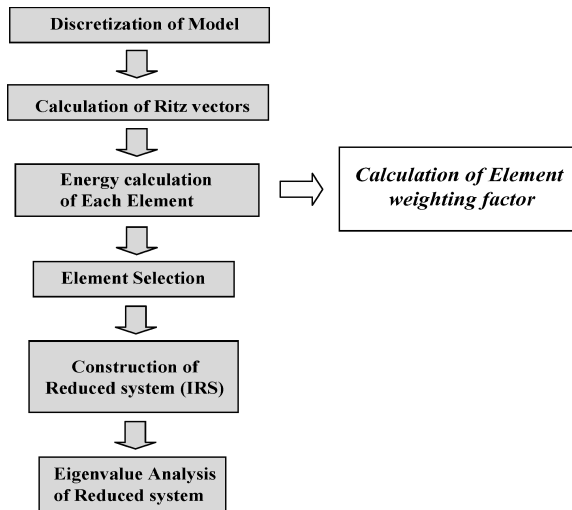 Discretization of Model
Calculation of Ritz vectors
Energy calculation
of Each Element
Calculation of Element
weighting factor
Element Selection
Construction of
Reduced system (IRS)
Eigenvalue Analysis
of Reduced system